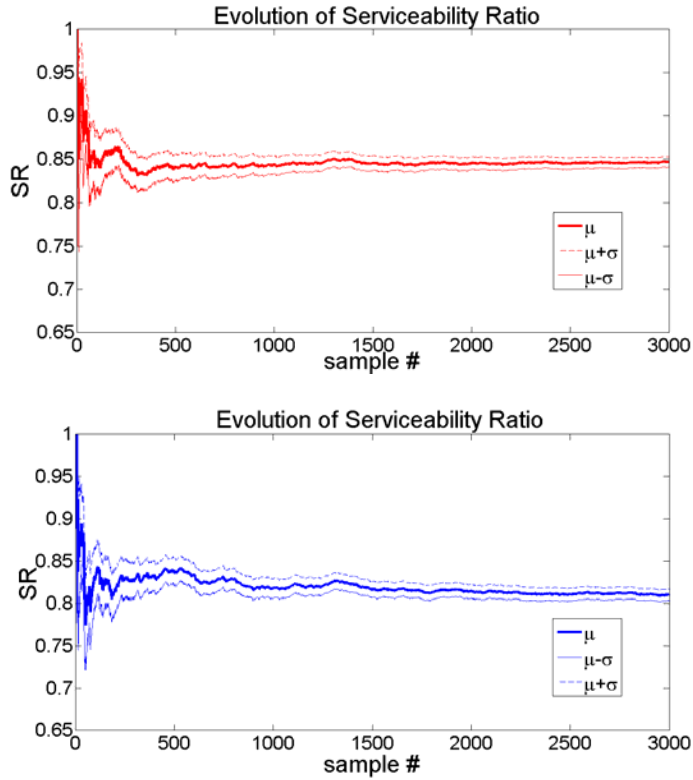 Evolution of Serviceability Ratio
1
0.95
0.9
0.85
0.8
0.75
0.7
0.65
SR
0 500 1000 1500 2000 2500 3000
sample #
μ
μ+σ
μ-σ
Evolution of Serviceability Ratio
1
0.95
0.9
0.85
0.8
0.75
0.7
0.65
SR
0 500 1000 1500 2000 2500 3000
sample #
μ
μ-σ
μ+σ